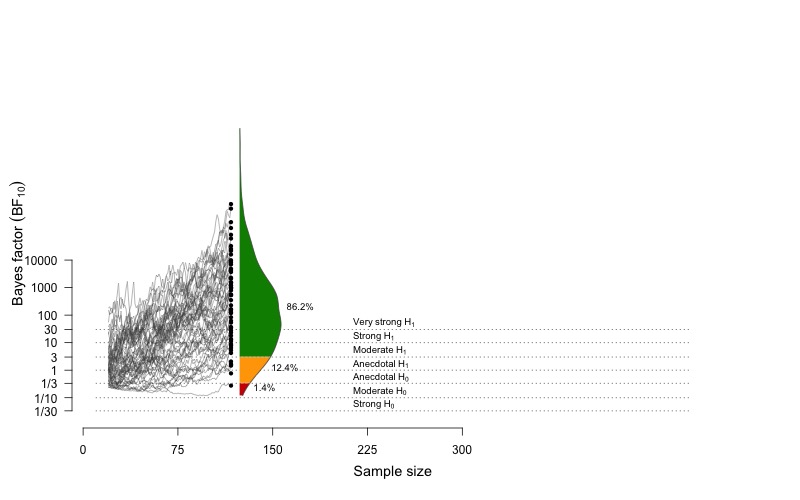 Bayes factor (BF₁₀)
10000
1000
100
30
10
3
1
1/3
1/10
1/30
86.2%
12.4%
1.4%
Very strong H₁
Strong H₁
Moderate H₁
Anecdotal H₁
Anecdotal H₀
Moderate H₀
Strong H₀
0 75 150 225 300
Sample size